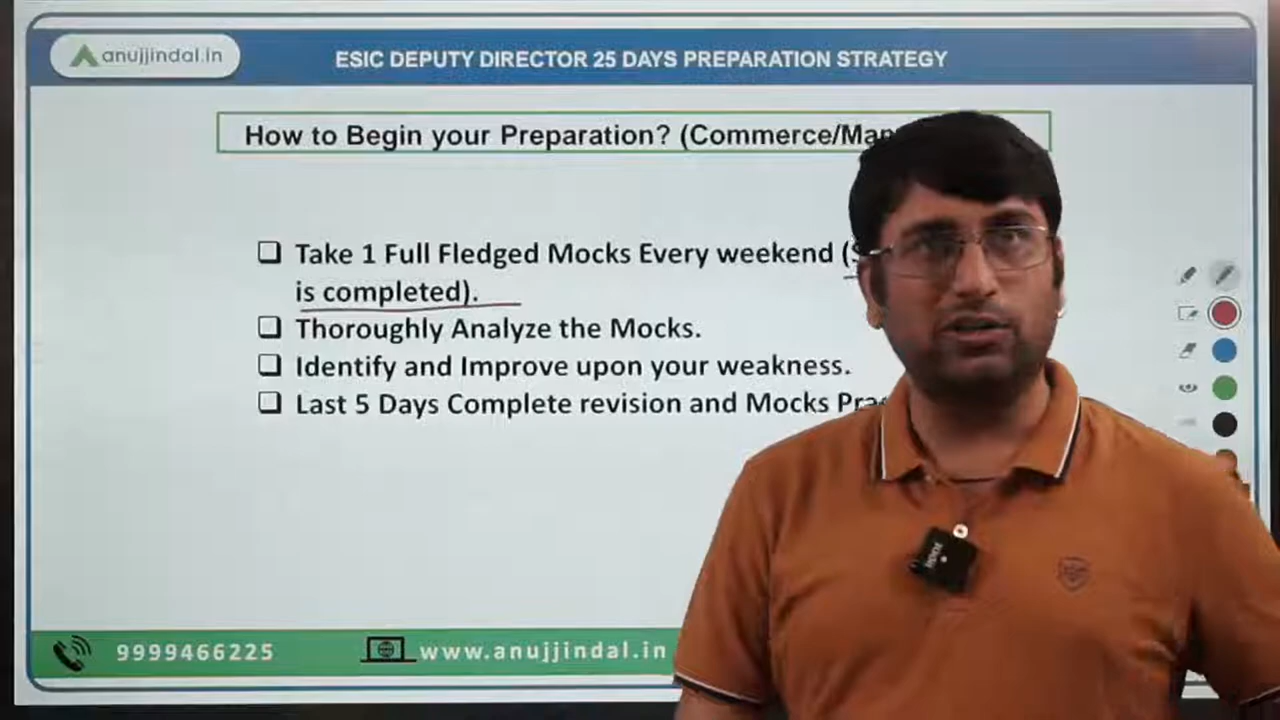 anujjindal.in
ESIC DEPUTY DIRECTOR 25 DAYS PREPARATION STRATEGY
How to Begin your Preparation? (Commerce/
☐ Take 1 Full Fledged Mocks Every weekend (
is completed).
☐ Thoroughly Analyze the Mocks.
☐ Identify and Improve upon your weakness.
☐ Last 5 Days Complete revision and Mocks
9999466225
www.anujjindal.in